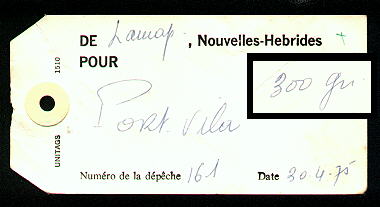 DE Lamap, Nouvelles-Hebrides +
POUR
300 gr.
Port-Vila
1510
UNITAGS
Numéro de la dépêche 161 Date 30.4.75